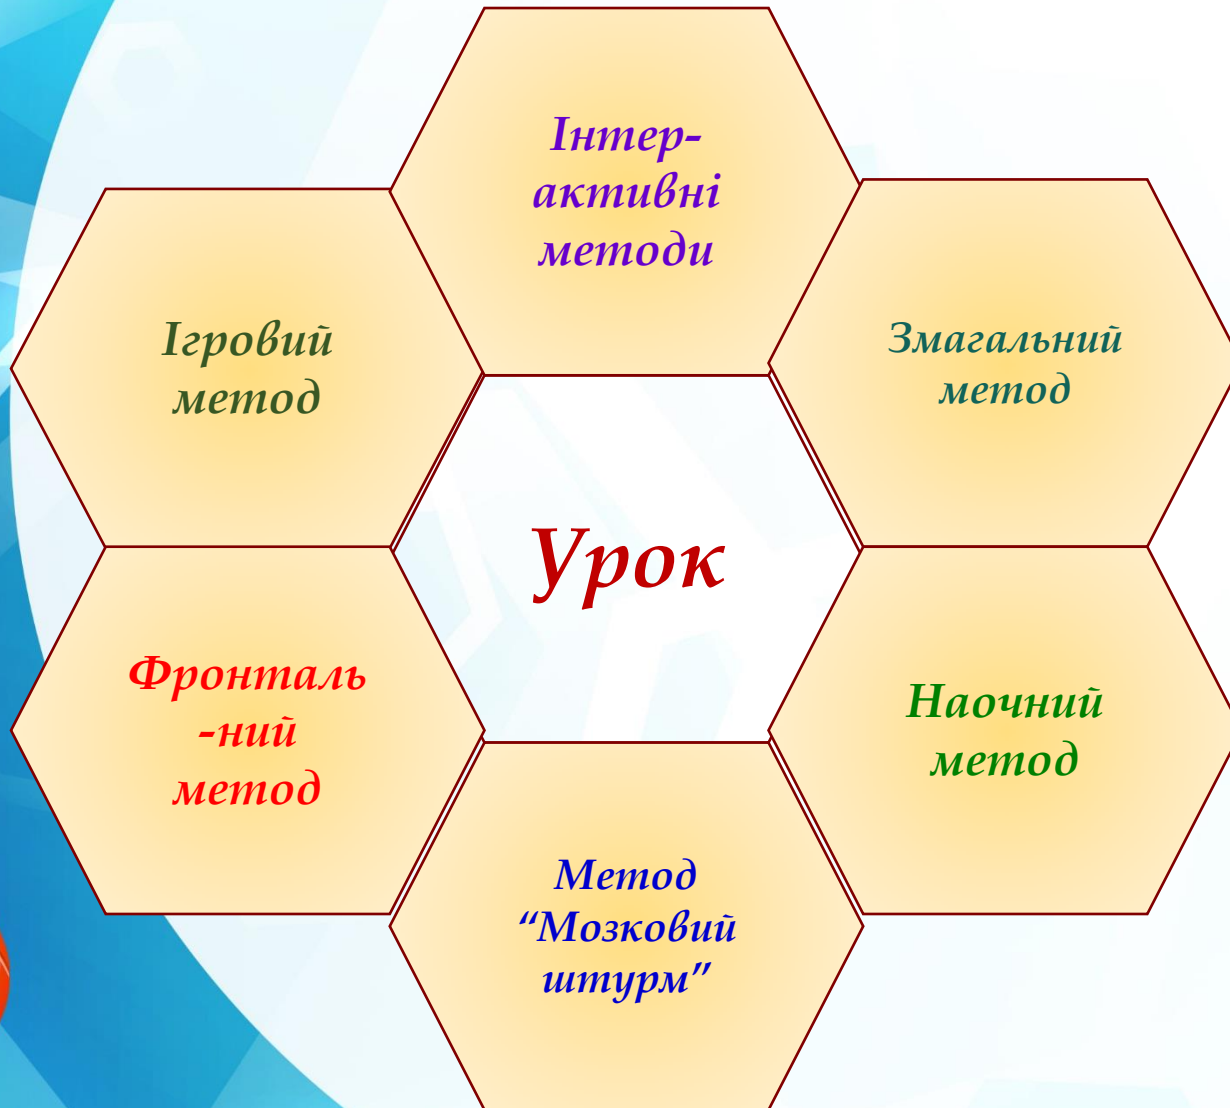 Інтер-
активні
методи
Ігровий
метод
Змагальний
метод
Урок
Фронталь
-ний
метод
Наочний
метод
Метод
“Мозковий
штурм”